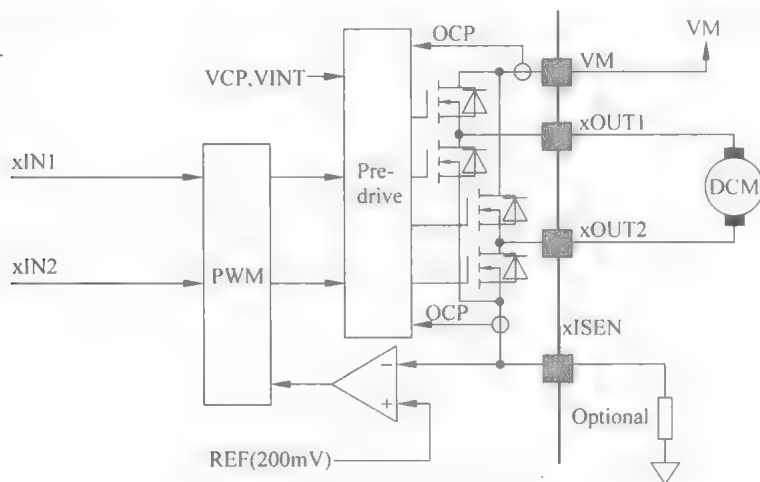 OCP
VM
VM
VCP,VINT
xOUT1
xIN1
Pre-
drive
DCM
xOUT2
xIN2
PWM
OCP
xISEN
−
+
Optional
REF(200mV)